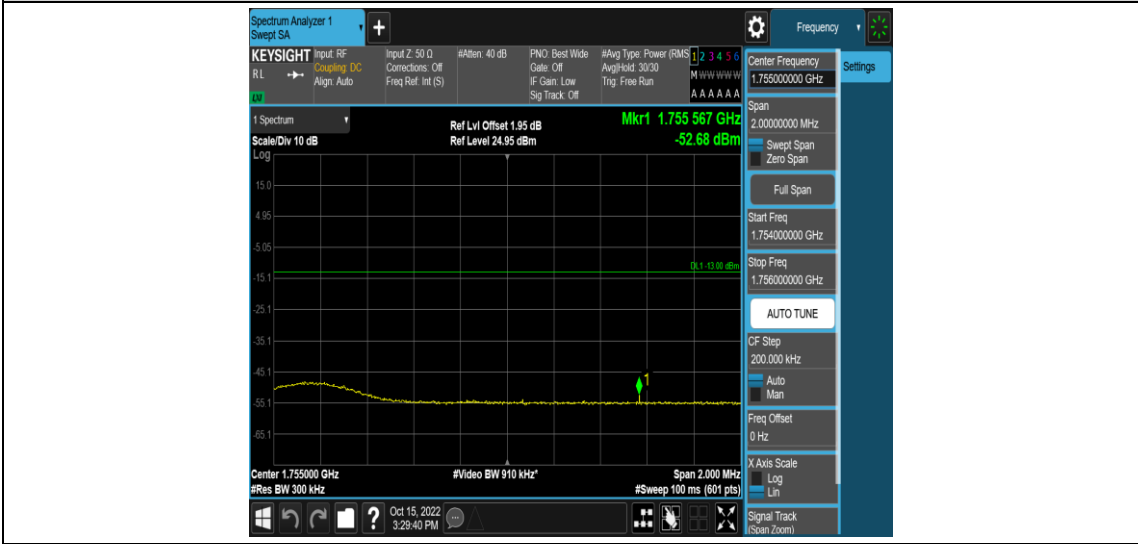 Spectrum Analyzer 1
Swept SA
+
Frequency
KEYSIGHT
RL
Input: RF
Coupling: DC
Align: Auto
Input Z: 50 Ω
Corrections: Off
Freq Ref: Int (S)
#Atten: 40 dB
PNO: Best Wide
Gate: Off
IF Gain: Low
Sig Track: Off
#Avg Type: Power (RMS
Avg|Hold: 30/30
Trig: Free Run
1 2 3 4 5 6
M W W W W W
A A A A A A
1 Spectrum
Scale/Div 10 dB
Log
Ref Lvl Offset 1.95 dB
Ref Level 24.95 dBm
Mkr1 1.755 567 GHz
-52.68 dBm
15.0
4.95
-5.05
DL1 -13.00 dBm
-15.1
-25.1
-35.1
-45.1
1
-55.1
-65.1
Center 1.755000 GHz
#Video BW 910 kHz*
Span 2.000 MHz
#Res BW 300 kHz
#Sweep 100 ms (601 pts)
?
Oct 15, 2022
3:29:40 PM
Center Frequency
1.755000000 GHz
Settings
Span
2.00000000 MHz
Swept Span
Zero Span
Full Span
Start Freq
1.754000000 GHz
Stop Freq
1.756000000 GHz
AUTO TUNE
CF Step
200.000 kHz
Auto
Man
Freq Offset
0 Hz
X Axis Scale
Log
Lin
Signal Track
(Span Zoom)